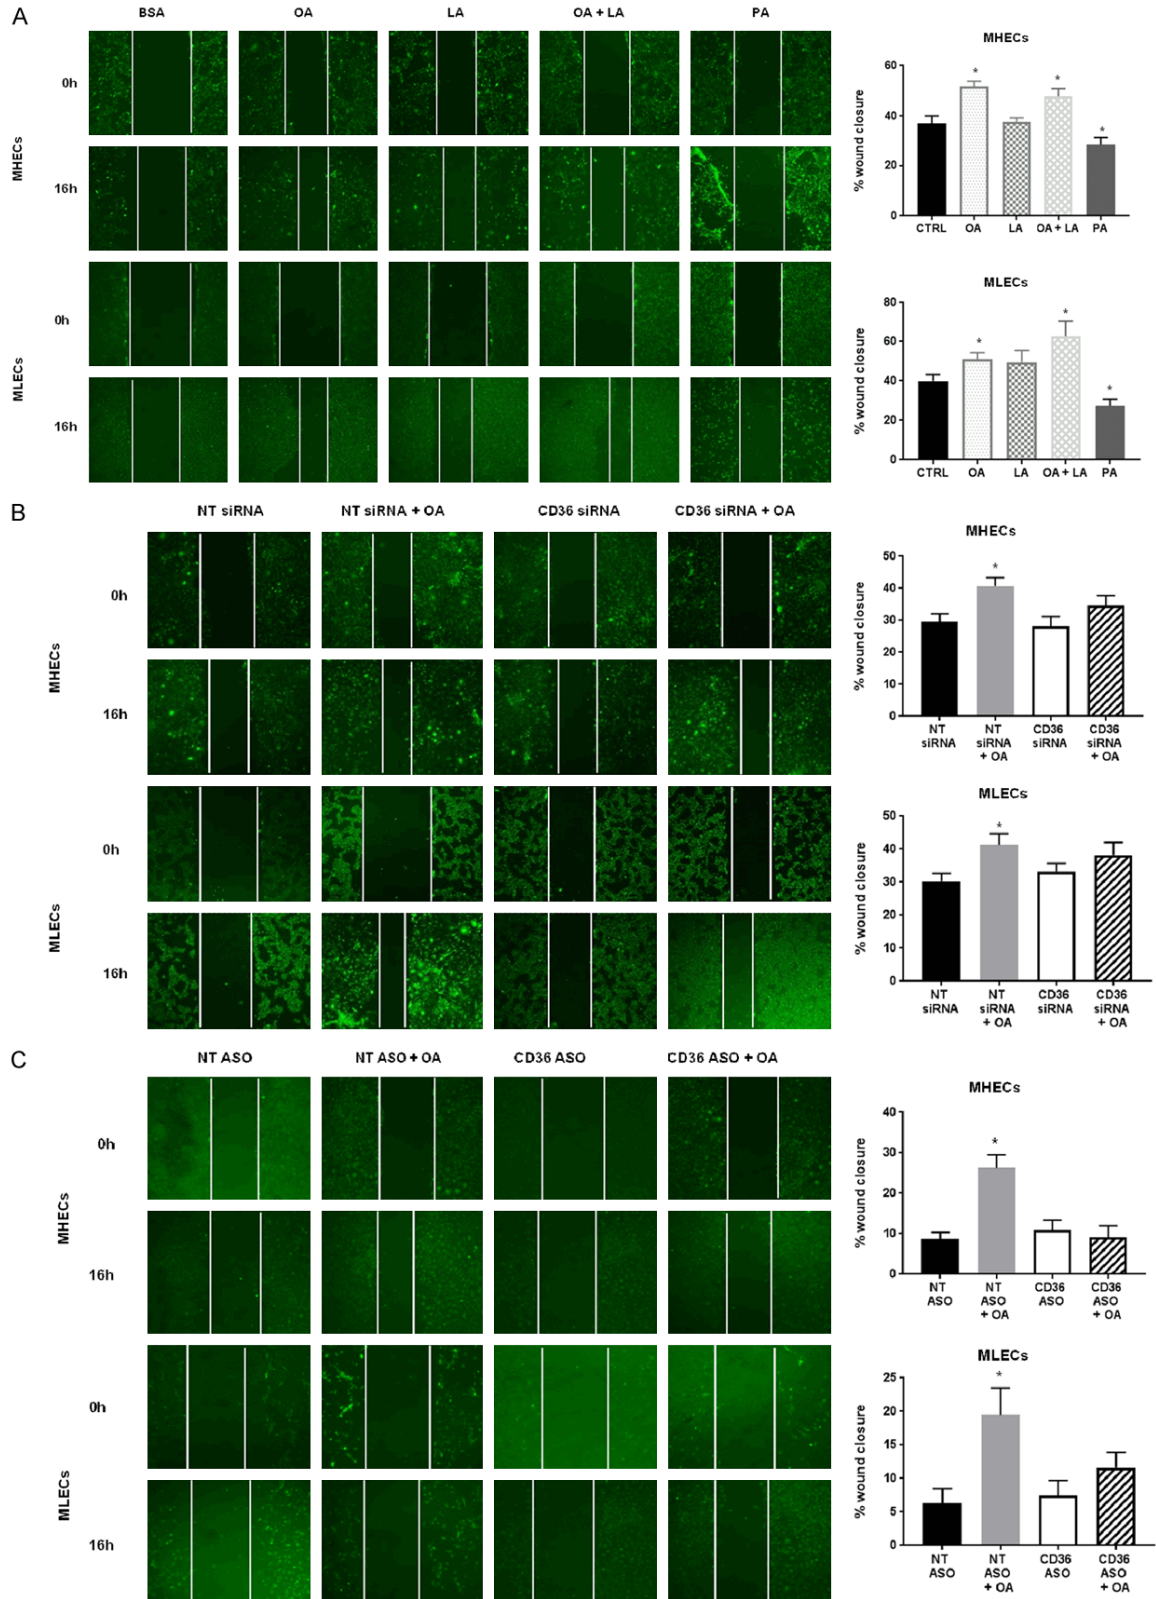 A
BSA OA LA OA + LA PA
MHECs
0h
16h
MLECs
0h
16h
MHECs
% wound closure
60
40
20
0
CTRL OA LA OA + LA PA
* * *
MLECs
% wound closure
80
60
40
20
0
CTRL OA LA OA + LA PA
* * *
B
NT siRNA NT siRNA + OA CD36 siRNA CD36 siRNA + OA
MHECs
0h
16h
MLECs
0h
16h
MHECs
% wound closure
50
40
30
20
10
0
*
NT NT CD36 CD36
siRNA siRNA siRNA siRNA
+ OA + OA
MLECs
% wound closure
50
40
30
20
10
0
*
NT NT CD36 CD36
siRNA siRNA siRNA siRNA
+ OA + OA
C
NT ASO NT ASO + OA CD36 ASO CD36 ASO + OA
MHECs
0h
16h
MLECs
0h
16h
MHECs
% wound closure
40
30
20
10
0
*
NT NT CD36 CD36
ASO ASO ASO ASO
+ OA + OA
MLECs
% wound closure
25
20
15
10
5
0
*
NT NT CD36 CD36
ASO ASO ASO ASO
+ OA + OA